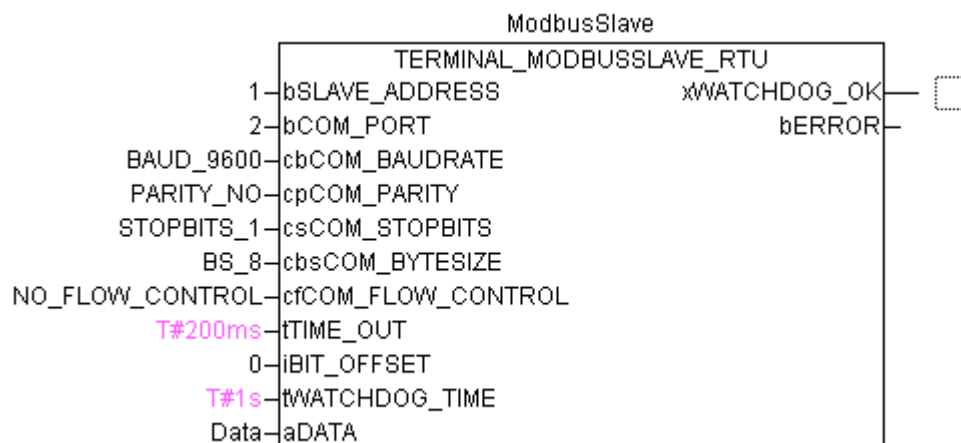 ModbusSlave
TERMINAL_MODBUSSLAVE_RTU
1 bSLAVE_ADDRESS xWATCHDOG_OK
2 bCOM_PORT bERROR
BAUD_9600 cbCOM_BAUDRATE
PARITY_NO cpCOM_PARITY
STOPBITS_1 csCOM_STOPBITS
BS_8 cbsCOM_BYTESIZE
NO_FLOW_CONTROL cfCOM_FLOW_CONTROL
T#200ms tTIME_OUT
0 iBIT_OFFSET
T#1s tWATCHDOG_TIME
Data aDATA